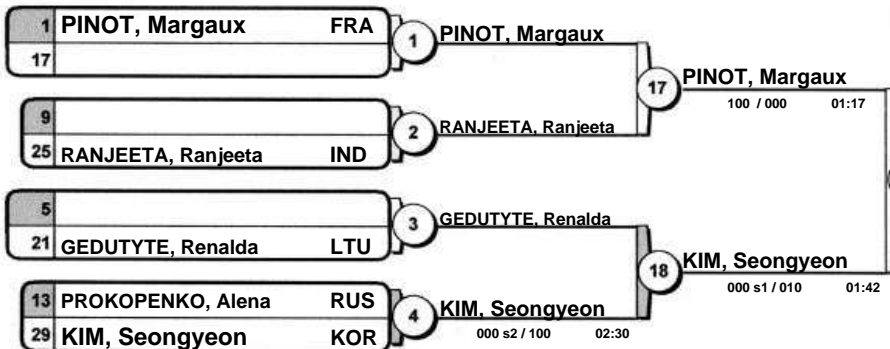 1 PINOT, Margaux FRA
17
1 PINOT, Margaux
9
25 RANJEETA, Ranjeeta IND
2 RANJEETA, Ranjeeta
17 PINOT, Margaux
100 / 000 01:17
5
21 GEDUTYTE, Renalda LTU
3 GEDUTYTE, Renalda
13 PROKOPENKO, Alena RUS
29 KIM, Seongyeon KOR
4 KIM, Seongyeon
000 s2 / 100 02:30
18 KIM, Seongyeon
000 s1 / 010 01:42